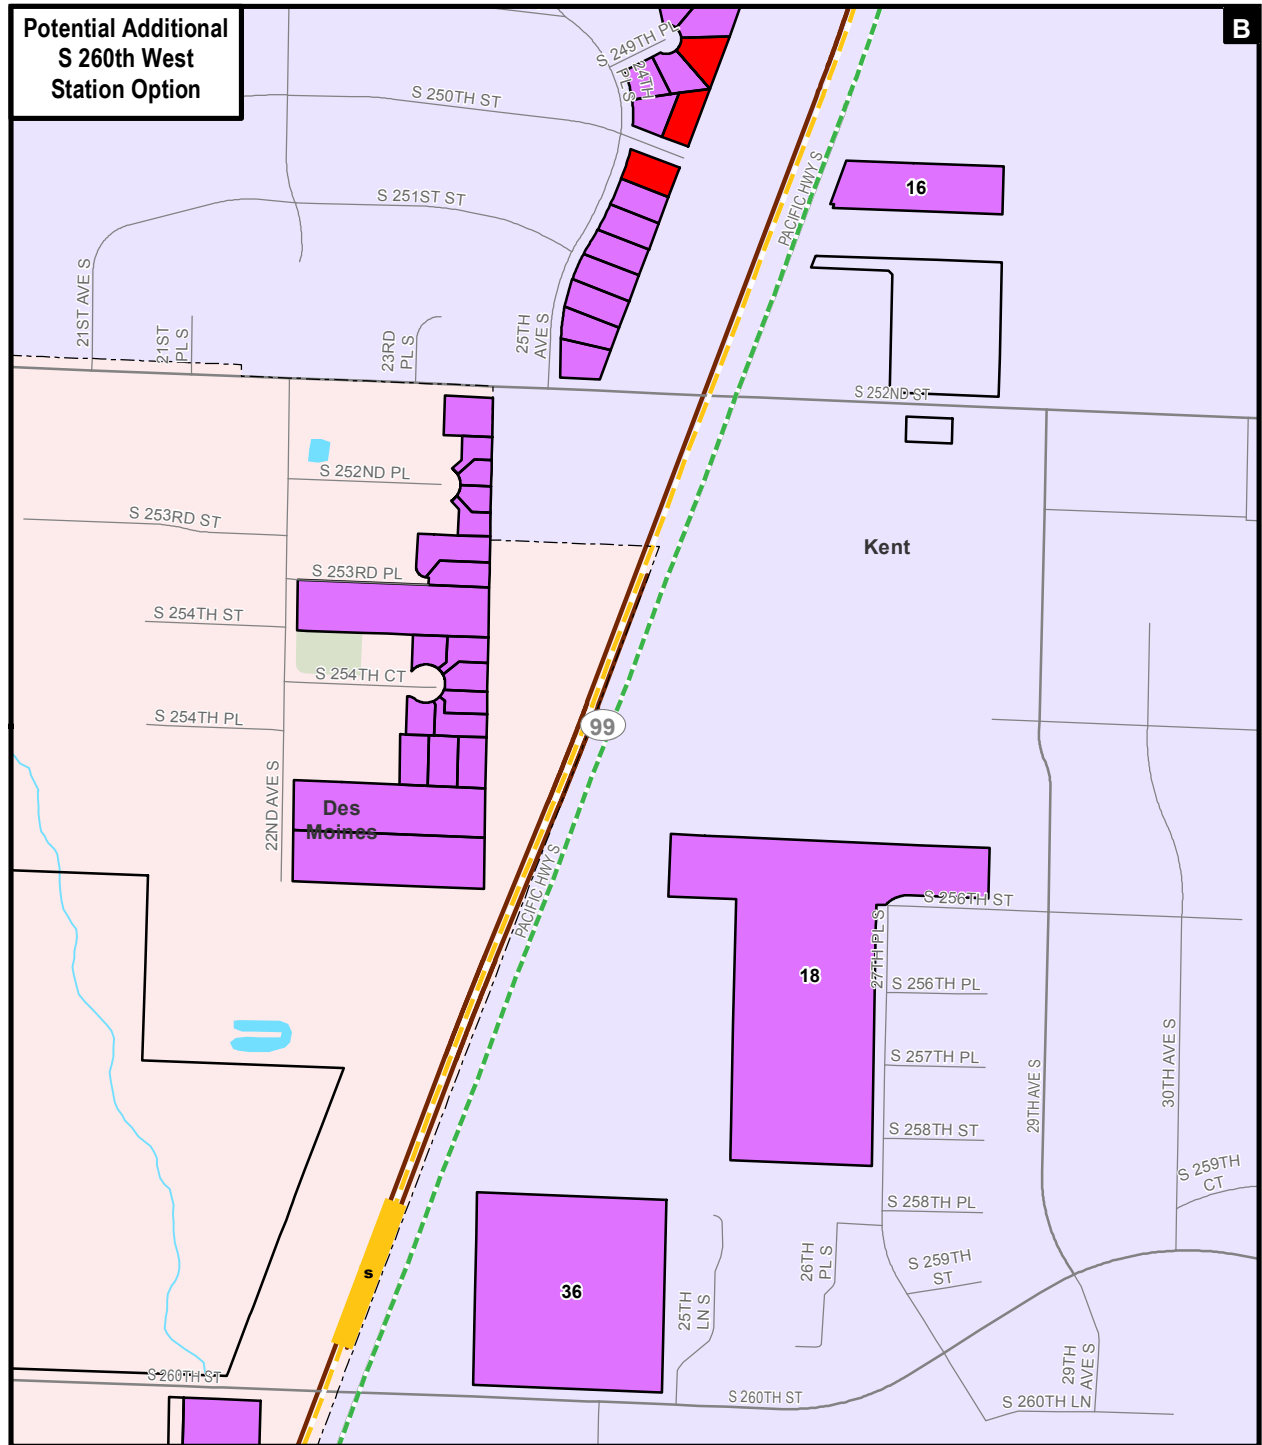 Potential Additional
S 260th West
Station Option
B
S 249TH PL
24TH
PL S
S 250TH ST
PACIFIC HWY S
16
S 251ST ST
21ST AVE S
21ST
PL S
23RD
PL S
25TH
AVE S
S 252ND ST
S 252ND PL
S 253RD ST
Kent
S 253RD PL
S 254TH ST
S 254TH CT
S 254TH PL
99
22ND AVE S
Des
Moines
PACIFIC HWY S
S 256TH ST
27TH PL S
18
S 256TH PL
S 257TH PL
29TH AVE S
30TH AVE S
S 258TH ST
S 259TH
CT
S 258TH PL
26TH
PL S
S 259TH
ST
s
36
25TH
LN S
29TH
AVE S
S 260TH ST
S 260TH ST
S 260TH LN